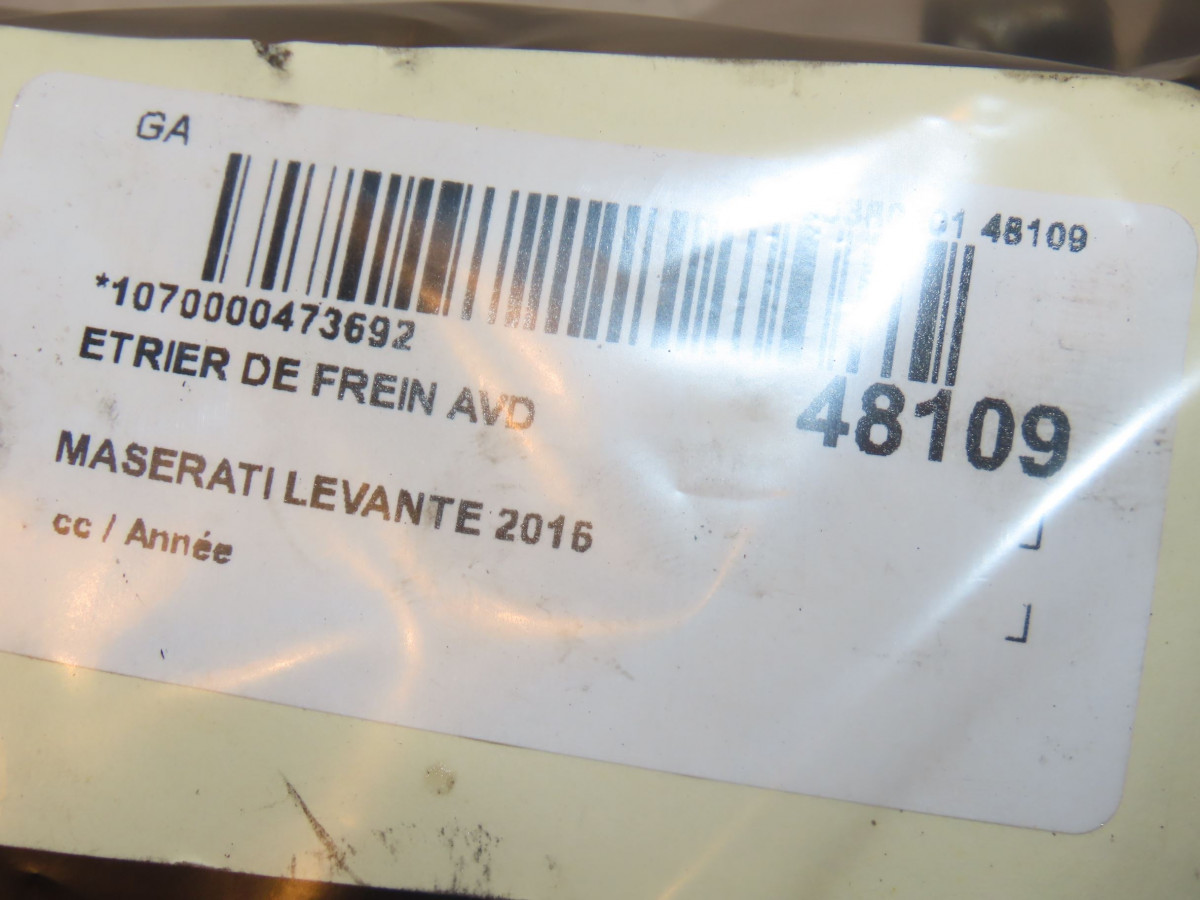 GA
48109
*1070000473692
ETRIER DE FREIN AVD
48109
MASERATI LEVANTE 2016
cc / Année